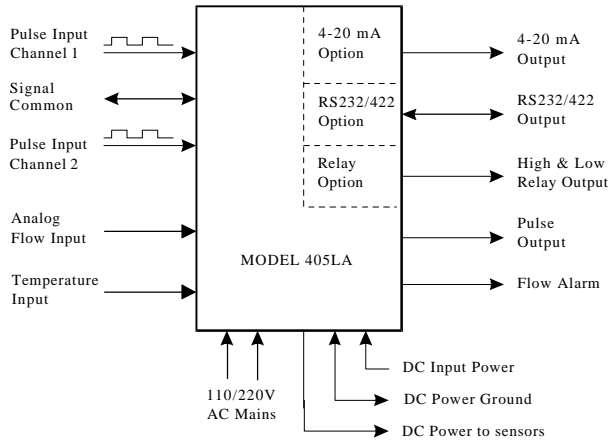 Pulse Input
Channel 1
Signal
Common
Pulse Input
Channel 2
Analog
Flow Input
Temperature
Input
4-20 mA
Option
RS232/422
Option
Relay
Option
MODEL 405LA
4-20 mA
Output
RS232/422
Output
High & Low
Relay Output
Pulse
Output
Flow Alarm
110/220V
AC Mains
DC Input Power
DC Power Ground
DC Power to sensors